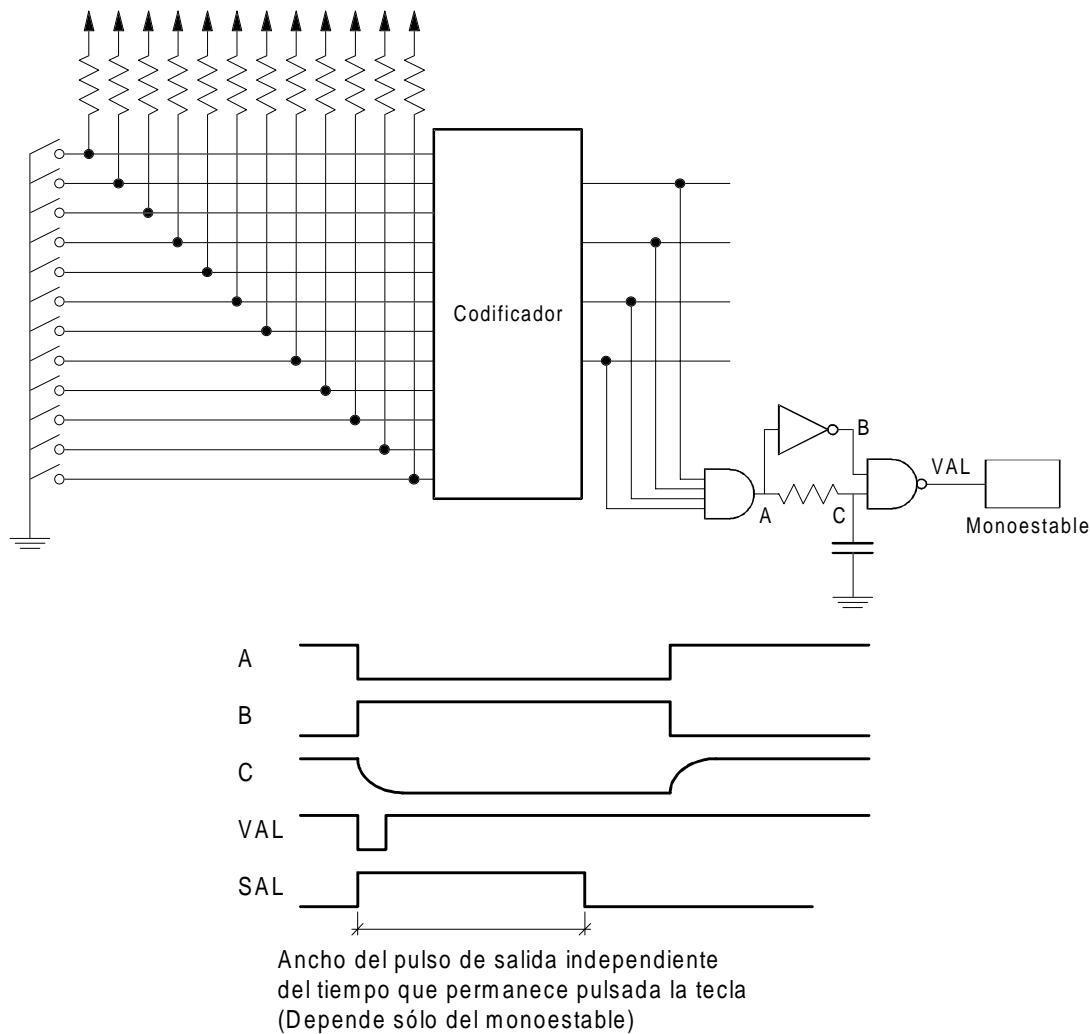 Codificador
B
VAL
A
C
Monoestable
A
B
C
VAL
SAL
Ancho del pulso de salida independiente
del tiempo que permanece pulsada la tecla
(Depende sólo del monoestable)